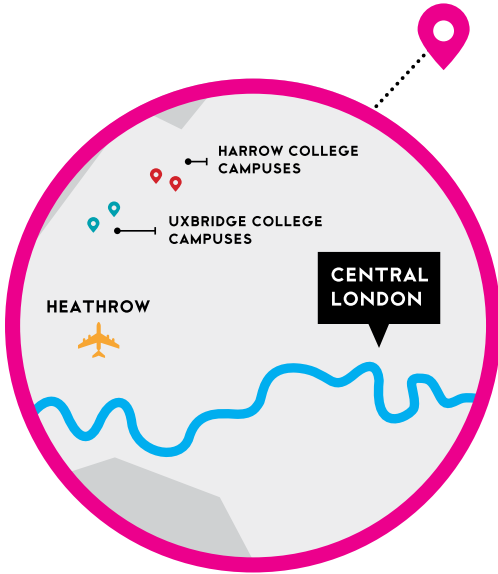 HARROW COLLEGE
CAMPUSES
UXBRIDGE COLLEGE
CAMPUSES
CENTRAL
LONDON
HEATHROW